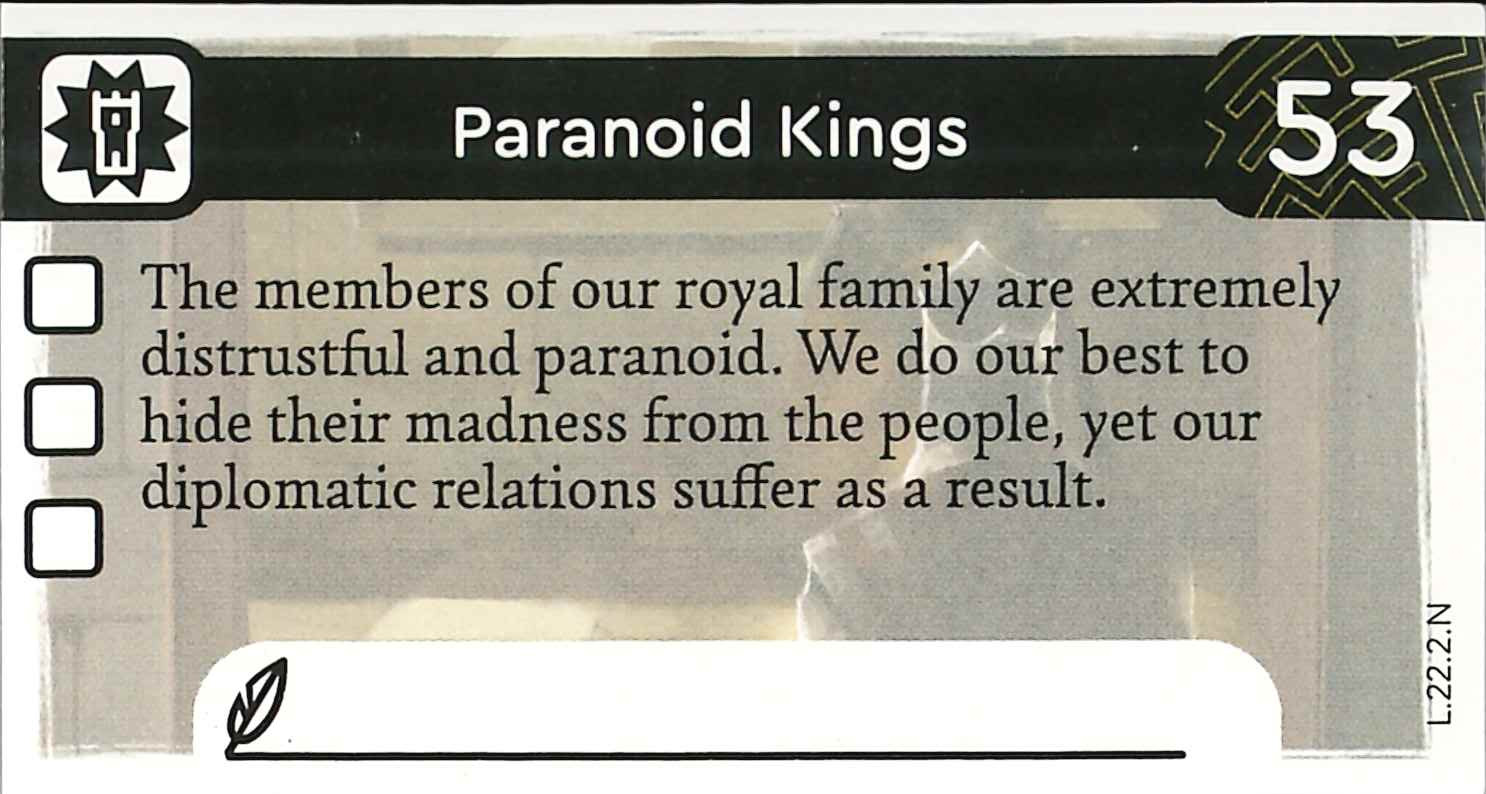 Paranoid Kings
53
The members of our royal family are extremely
distrustful and paranoid. We do our best to
hide their madness from the people, yet our
diplomatic relations suffer as a result.
L.22.2.N